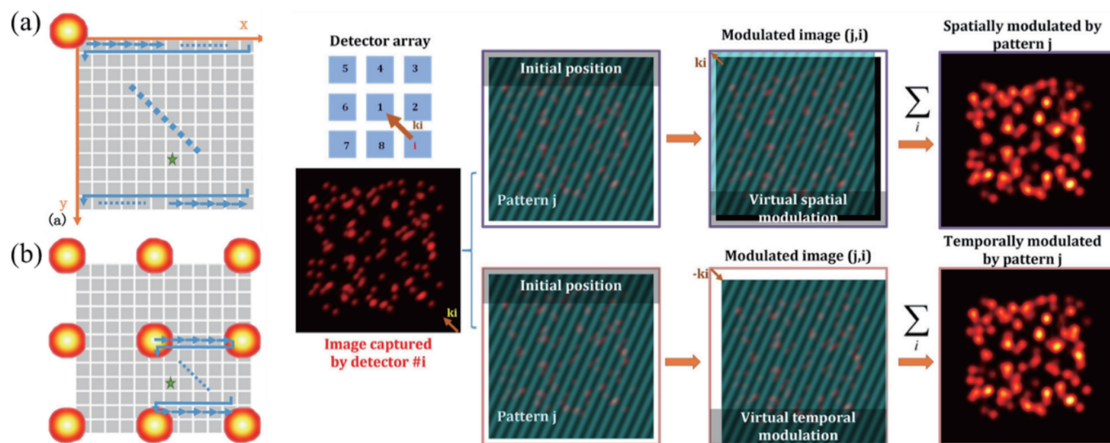 (a)
x
y
(a)
(b)
Detector array
5 4 3
6 1 2
ki
7 8 i
ki
Image captured
by detector #i
Initial position
Pattern j
Modulated image (j,i)
ki
Virtual spatial
modulation
∑
i
Spatially modulated by
pattern j
Initial position
Pattern j
Modulated image (j,i)
-ki
Virtual temporal
modulation
∑
i
Temporally modulated
by pattern j